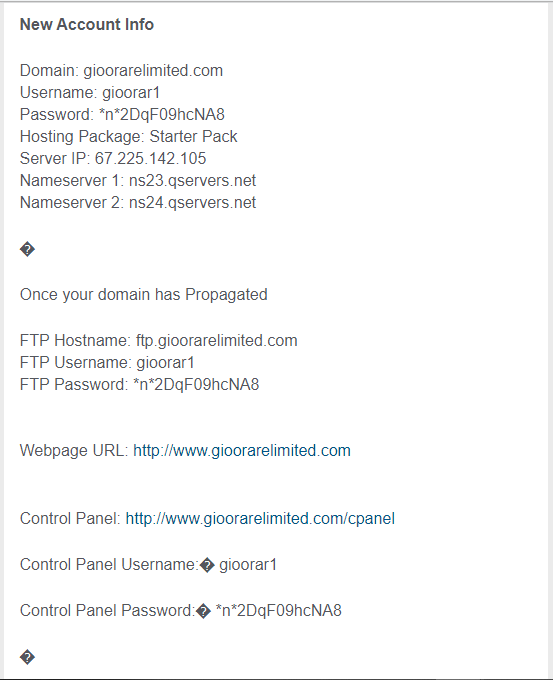 New Account Info
Domain: gioorarelimited.com
Username: gioorar1
Password: *n*2DqF09hcNA8
Hosting Package: Starter Pack
Server IP: 67.225.142.105
Nameserver 1: ns23.qservers.net
Nameserver 2: ns24.qservers.net
�
Once your domain has Propagated
FTP Hostname: ftp.gioorarelimited.com
FTP Username: gioorar1
FTP Password: *n*2DqF09hcNA8
Webpage URL: http://www.gioorarelimited.com
Control Panel: http://www.gioorarelimited.com/cpanel
Control Panel Username:� gioorar1
Control Panel Password:� *n*2DqF09hcNA8
�